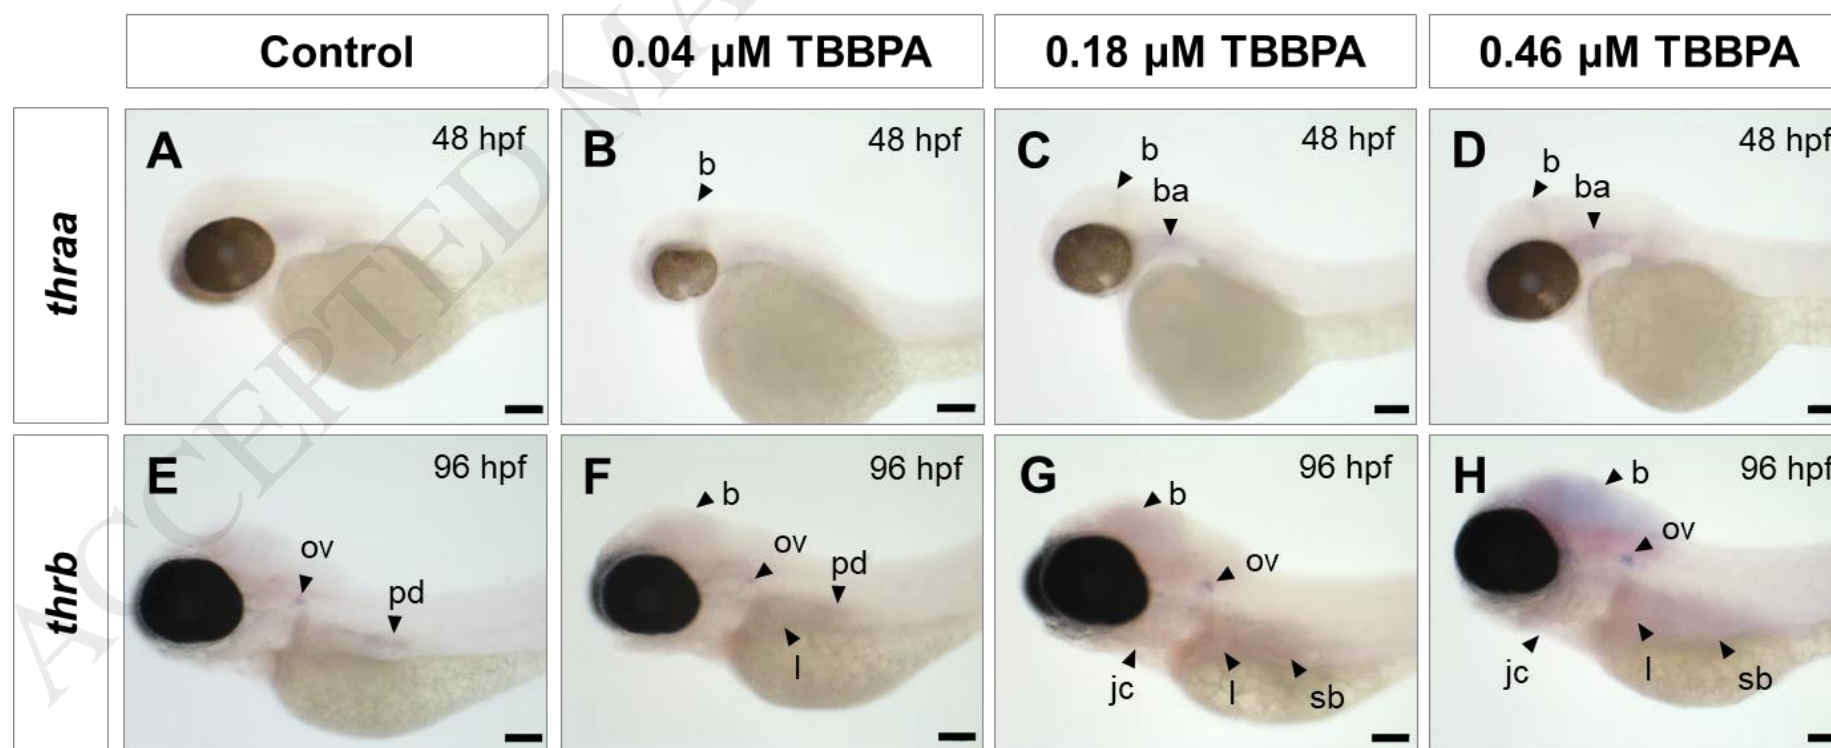 Control
0.04 µM TBBPA
0.18 µM TBBPA
0.46 µM TBBPA
thraa
A
48 hpf
B
48 hpf
b
C
48 hpf
b
ba
D
48 hpf
b
ba
thrb
E
96 hpf
ov
pd
F
96 hpf
b
ov
pd
l
G
96 hpf
b
ov
jc
l
sb
H
96 hpf
b
ov
jc
l
sb
ACCEPTED MA